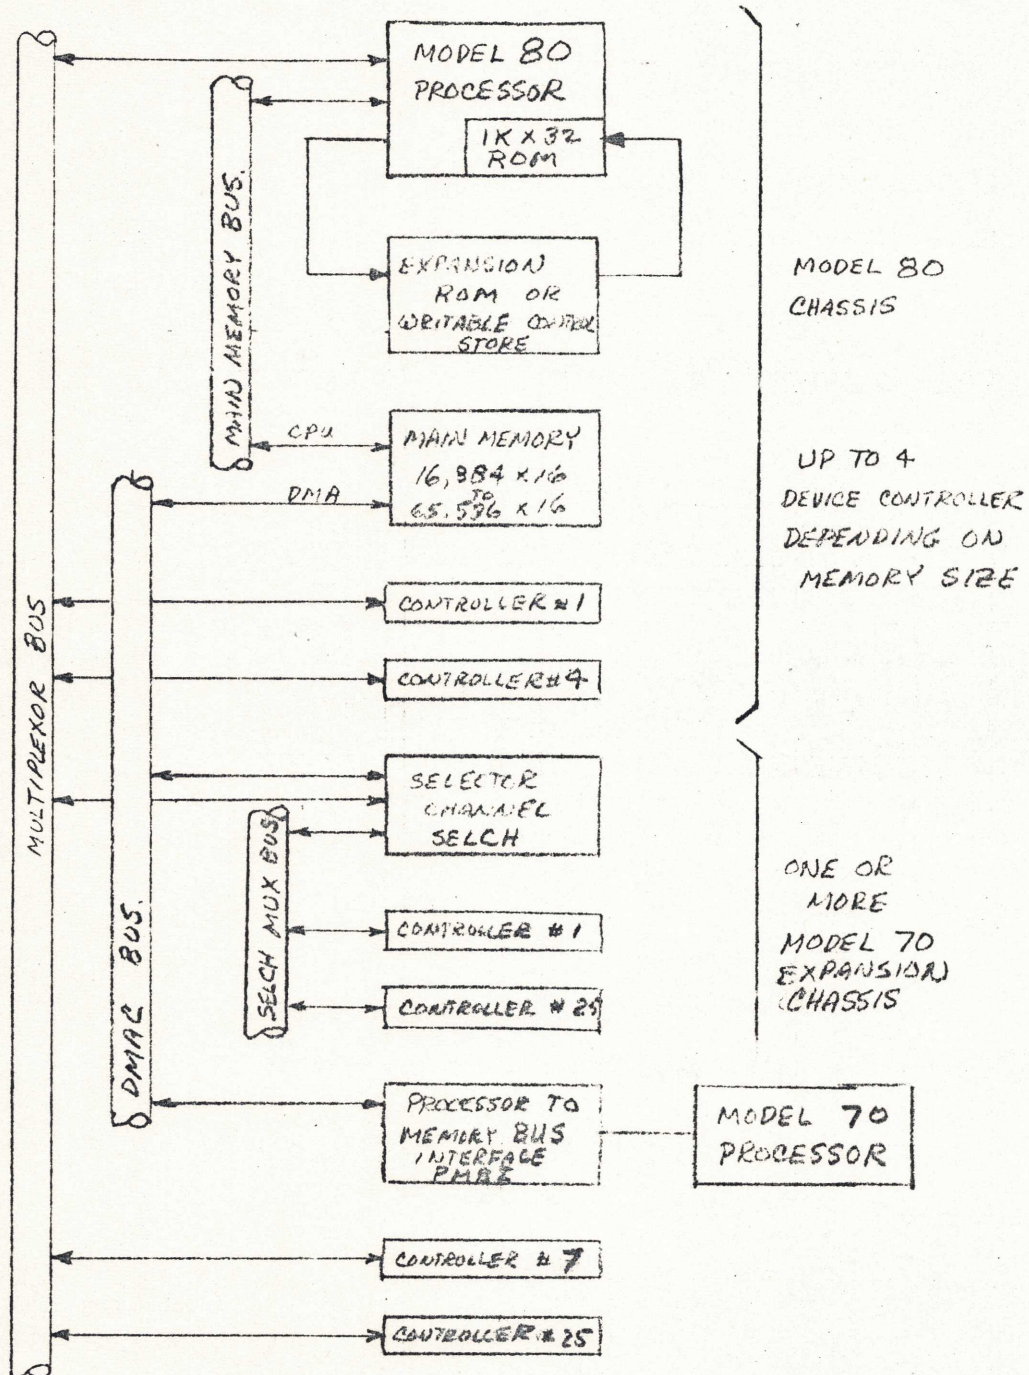 MODEL 80
PROCESSOR
1K X 32
ROM
MAIN MEMORY BUS.
EXPANSION
ROM OR
WRITABLE CONTROL
STORE
MODEL 80
CHASSIS
CPU
MAIN MEMORY
16,384 X 16
TO
65,536 X 16
DMA
UP TO 4
DEVICE CONTROLLER
DEPENDING ON
MEMORY SIZE
MULTIPLEXOR BUS
CONTROLLER #1
CONTROLLER #4
DMAC BUS.
SELECTOR
CHANNEL
SELCH
SELCH MUX BUS
CONTROLLER #1
CONTROLLER #25
ONE OR
MORE
MODEL 70
EXPANSION
CHASSIS
PROCESSOR TO
MEMORY BUS
INTERFACE
PMBI
MODEL 70
PROCESSOR
CONTROLLER #7
CONTROLLER #25